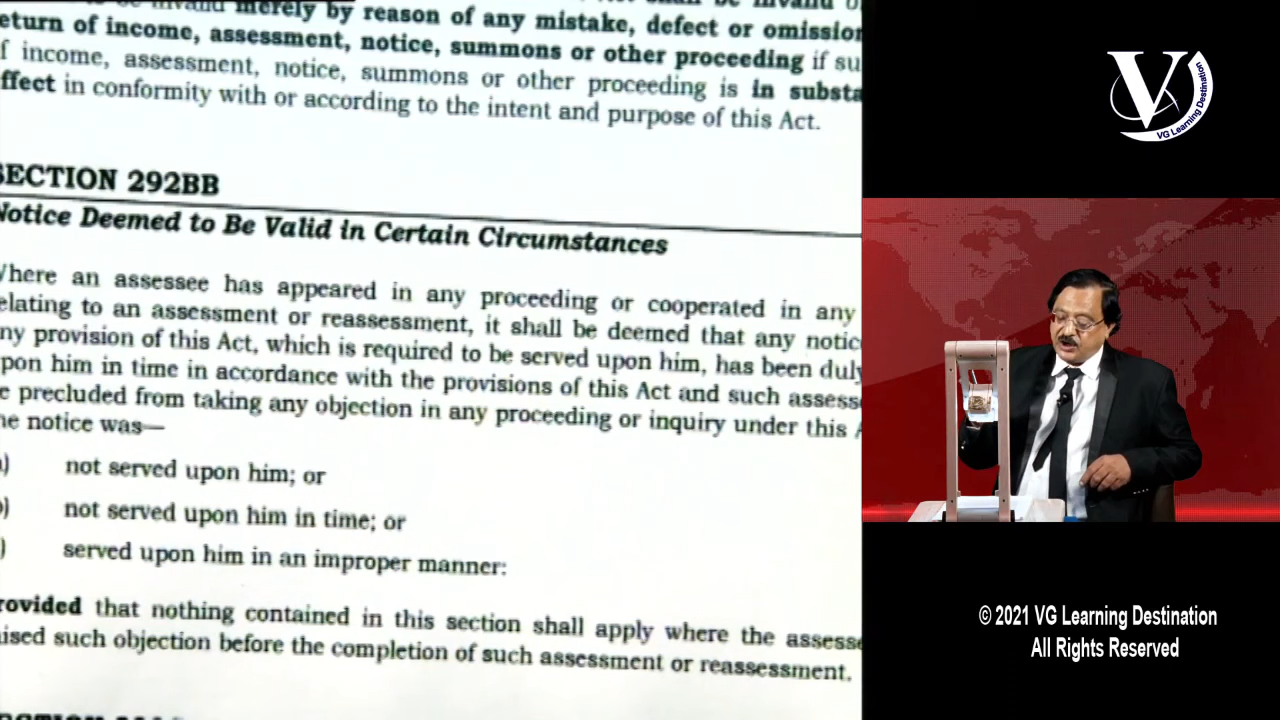 merely by reason of any mistake, defect or omission
eturn of income, assessment, notice, summons or other proceeding if su
f income, assessment, notice, summons or other proceeding is in substa
ffect in conformity with or according to the intent and purpose of this Act.
SECTION 292BB
Notice Deemed to Be Valid in Certain Circumstances
Where an assessee has appeared in any proceeding or cooperated in any
elating to an assessment or reassessment, it shall be deemed that any notic
ny provision of this Act, which is required to be served upon him, has been duly
pon him in time in accordance with the provisions of this Act and such assess
e precluded from taking any objection in any proceeding or inquiry under this A
he notice was—
) not served upon him; or
) not served upon him in time; or
) served upon him in an improper manner:
rovided that nothing contained in this section shall apply where the assesse
aised such objection before the completion of such assessment or reassessment.
V
VG Learning Destination
© 2021 VG Learning Destination
All Rights Reserved